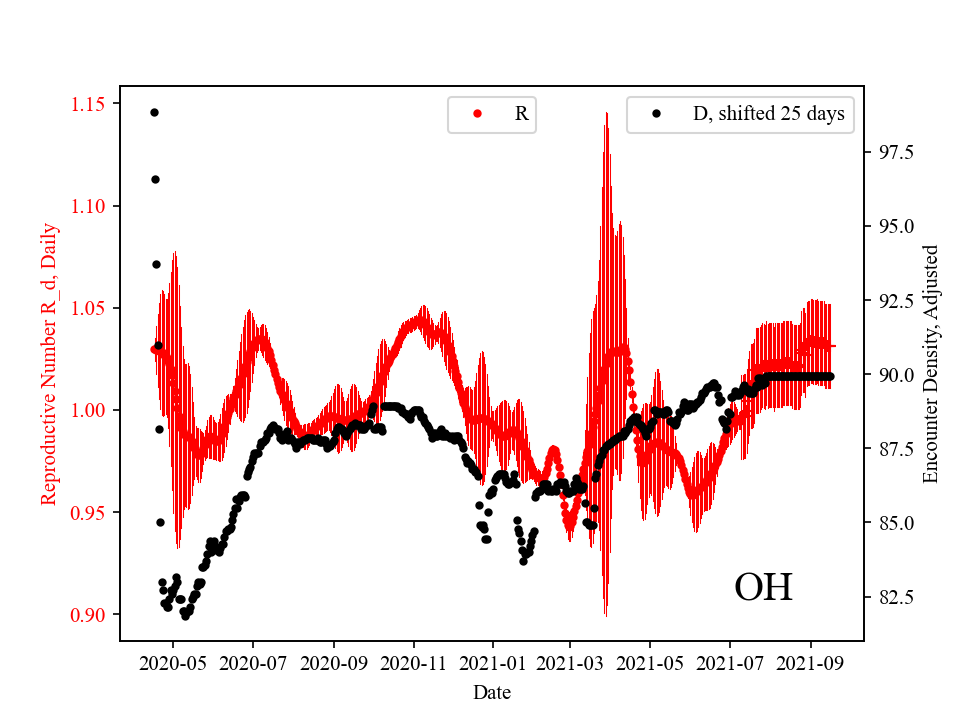 R
D, shifted 25 days
1.15
1.10
1.05
1.00
0.95
0.90
Reproductive Number R_d, Daily
97.5
95.0
92.5
90.0
87.5
85.0
82.5
Encounter Density, Adjusted
OH
2020-05 2020-07 2020-09 2020-11 2021-01 2021-03 2021-05 2021-07 2021-09
Date